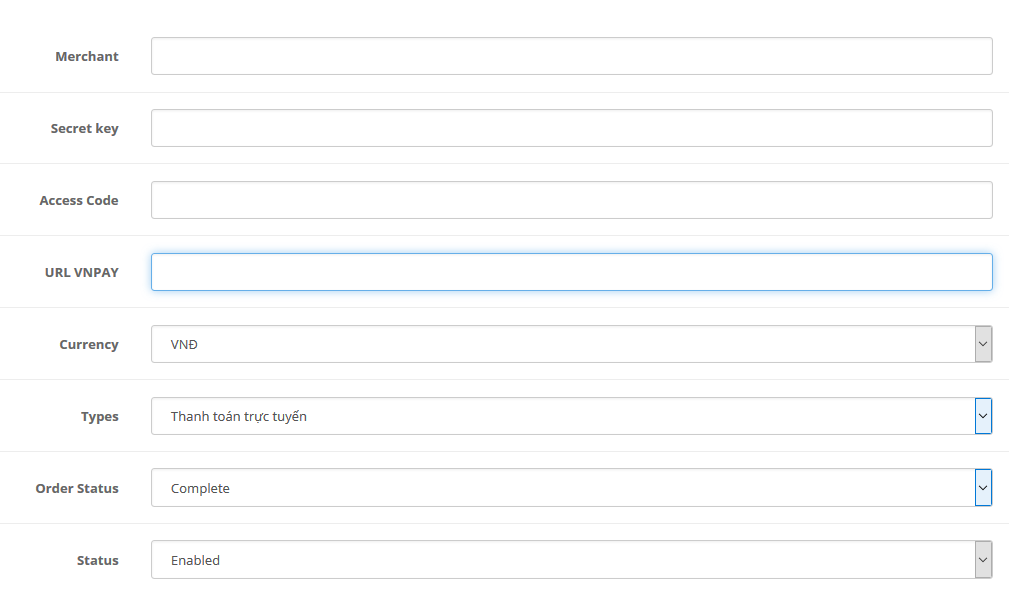 Merchant
Secret key
Access Code
URL VNPAY
Currency VNĐ
Types Thanh toán trực tuyến
Order Status Complete
Status Enabled